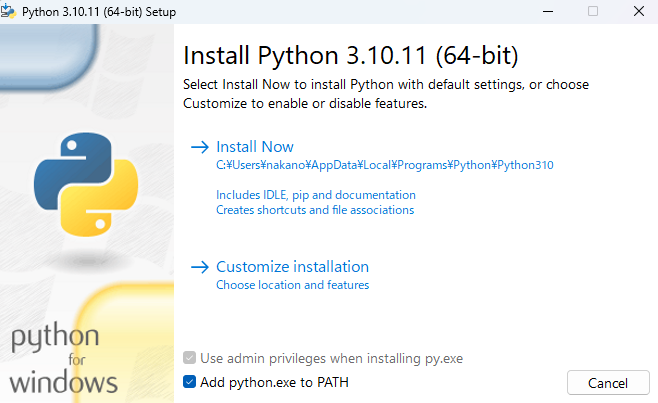 Python 3.10.11 (64-bit) Setup
Install Python 3.10.11 (64-bit)
Select Install Now to install Python with default settings, or choose
Customize to enable or disable features.
Install Now
C:¥Users¥nakano¥AppData¥Local¥Programs¥Python¥Python310
Includes IDLE, pip and documentation
Creates shortcuts and file associations
Customize installation
Choose location and features
python
for
windows
Use admin privileges when installing py.exe
Add python.exe to PATH
Cancel